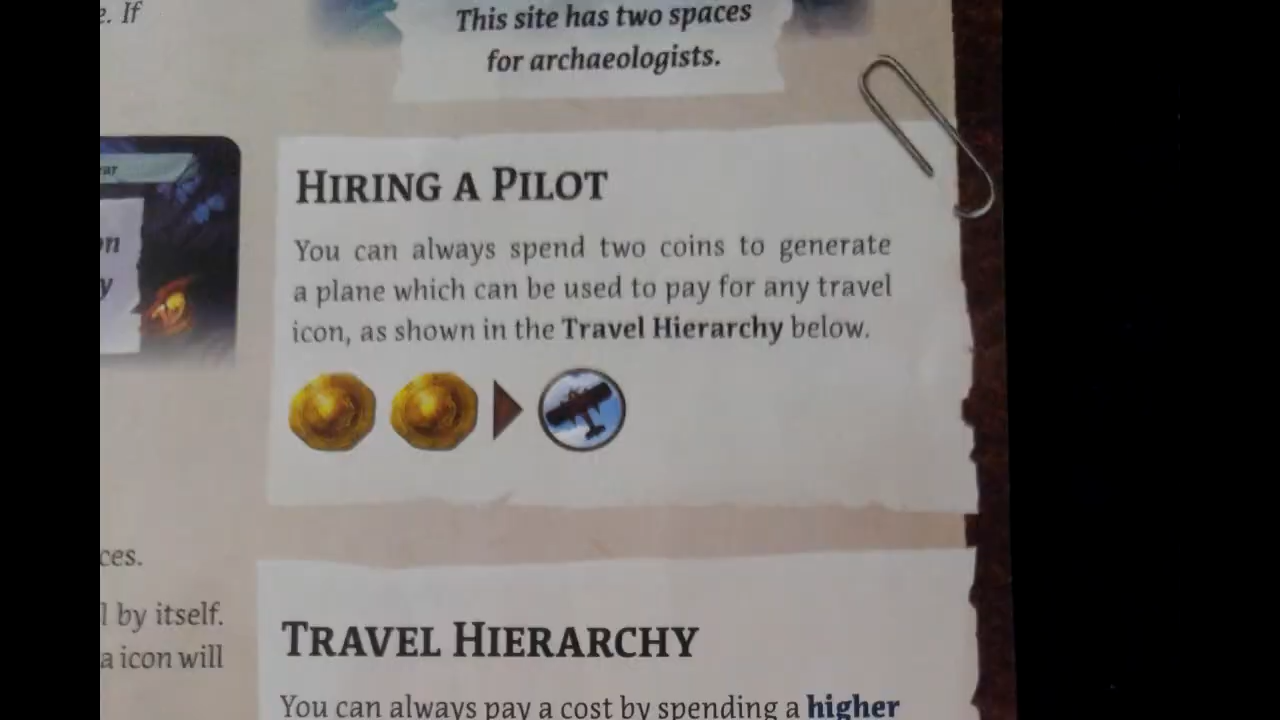 e. If
This site has two spaces
for archaeologists.
HIRING A PILOT
You can always spend two coins to generate
a plane which can be used to pay for any travel
icon, as shown in the Travel Hierarchy below.
ces.
l by itself.
a icon will
TRAVEL HIERARCHY
You can always pay a cost by spending a higher